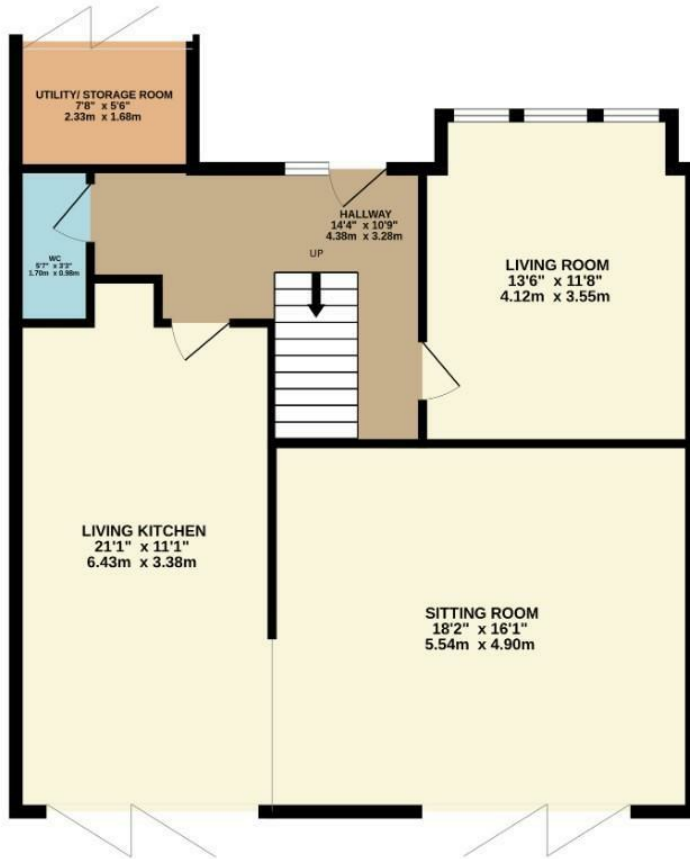 UTILITY/ STORAGE ROOM
7'8" x 5'6"
2.33m x 1.68m
HALLWAY
14'4" x 10'9"
4.38m x 3.28m
UP
WC
5'7" x 3'3"
1.70m x 0.98m
LIVING ROOM
13'6" x 11'8"
4.12m x 3.55m
LIVING KITCHEN
21'1" x 11'1"
6.43m x 3.38m
SITTING ROOM
18'2" x 16'1"
5.54m x 4.90m